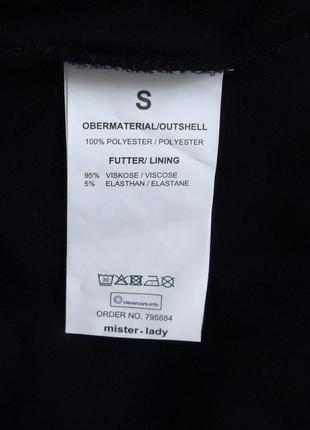 S
OBERMATERIAL/OUTSHELL
100% POLYESTER / POLYESTER
FUTTER/ LINING
95% VISKOSE / VISCOSE
5% ELASTHAN / ELASTANE
30
clevercare.info
ORDER NO. 795884
mister*lady